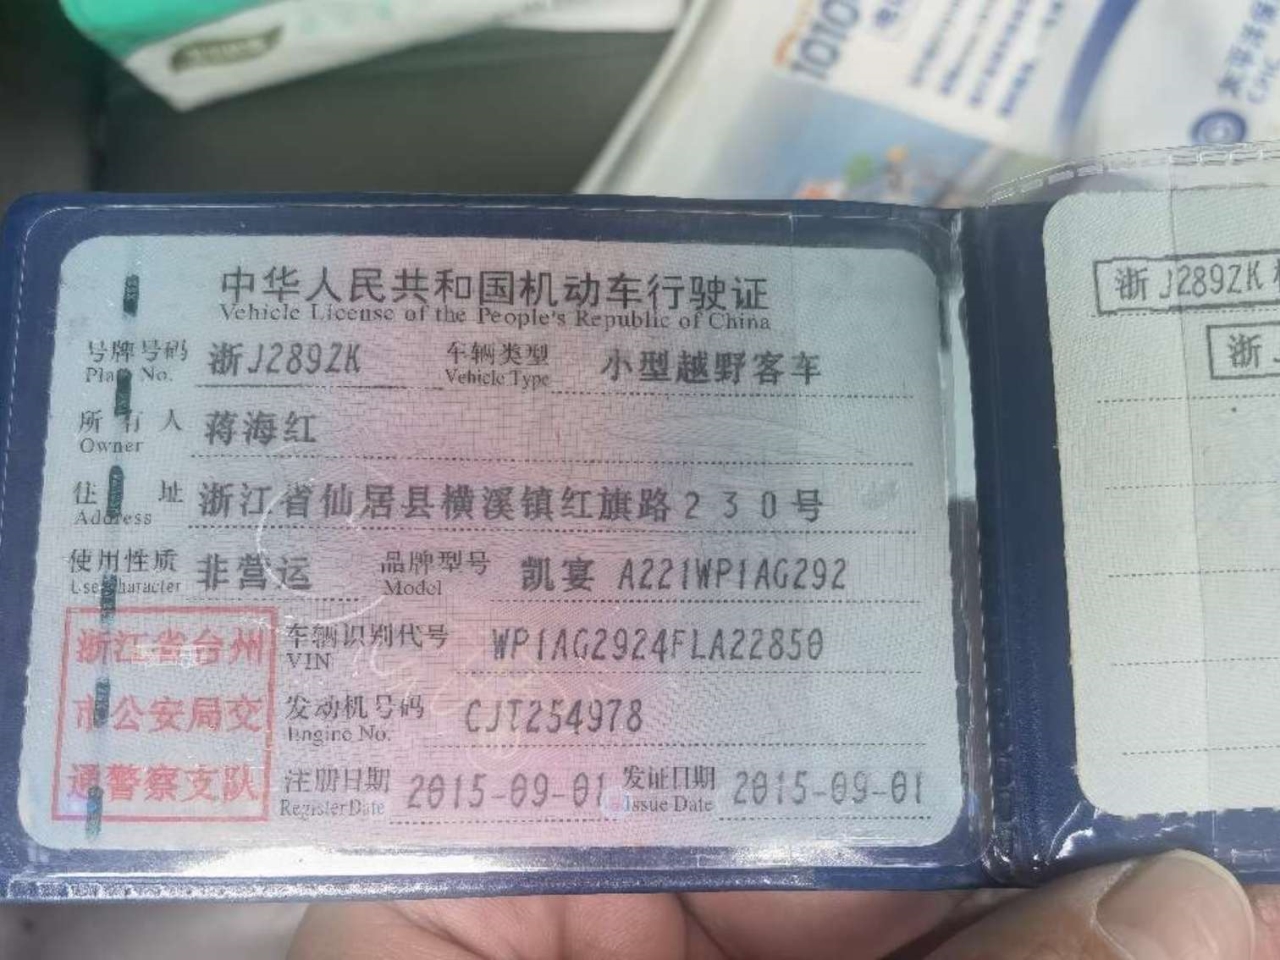 1010
太平洋保
CPIC
中华人民共和国机动车行驶证
Vehicle License of the People's Republic of China
号牌号码 浙J289ZK 车辆类型 小型越野客车
Plate No. Vehicle Type
所有人 蒋海红
Owner
住址 浙江省仙居县横溪镇红旗路230号
Address
使用性质 非营运 品牌型号 凯宴 A221WP1AG292
Use Character Model
浙江省台州
市公安局交
通警察支队
车辆识别代号 WP1AG2924FLA22850
VIN
发动机号码 CJT254978
Engine No.
注册日期 2015-09-01 发证日期 2015-09-01
Register Date Issue Date
浙J289ZK
浙J